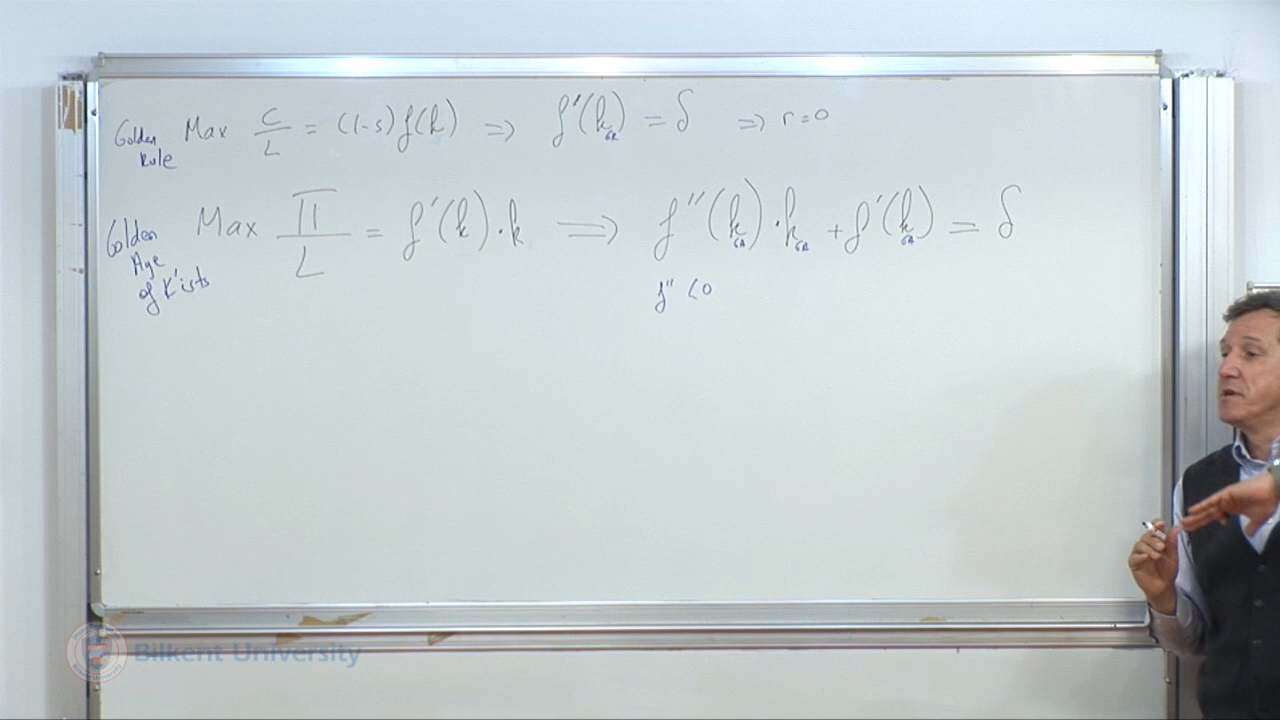 Golden Rule Max C/L = (1-s) f(k) => f'(k_GR) = δ => r=0
Golden Age of K'ists Max Π/L = f'(k)·k => f''(k_GA)·k_GA + f'(k_GA) = δ
f'' < 0
Bilkent University